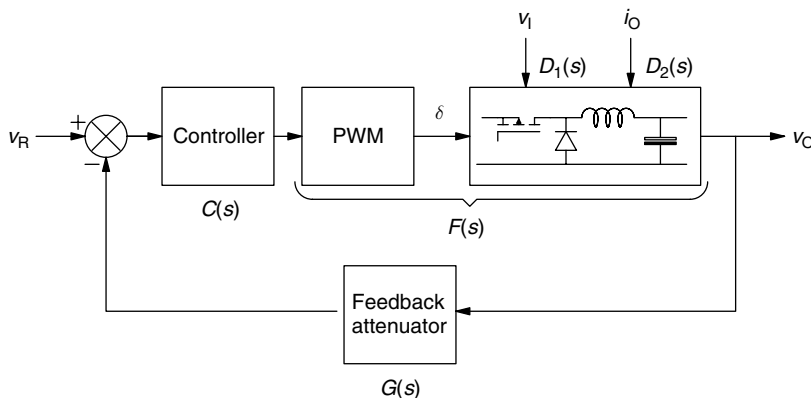 v_I
i_O
D_1(s)
D_2(s)
+
v_R
−
Controller
PWM
δ
v_O
C(s)
F(s)
Feedback
attenuator
G(s)